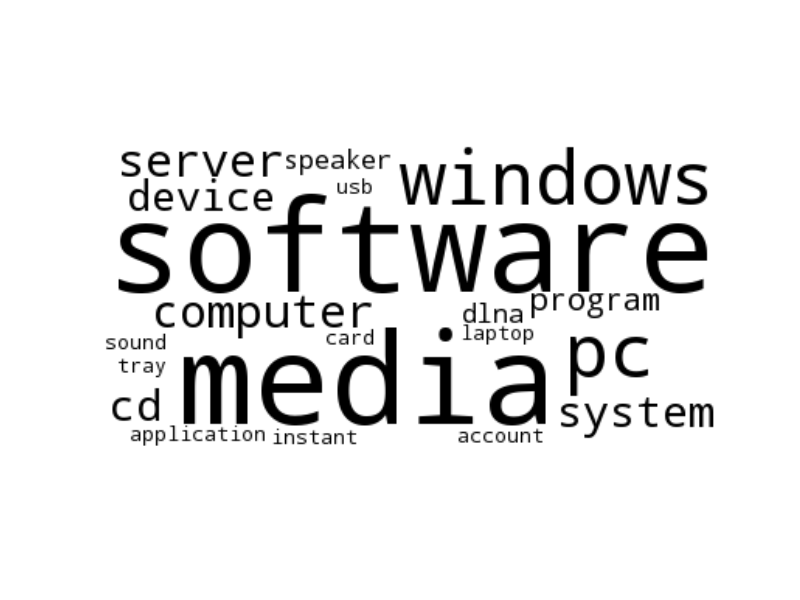 server speaker windows
device usb
software
computer dlna program
sound card laptop pc
tray media
cd system
application instant account